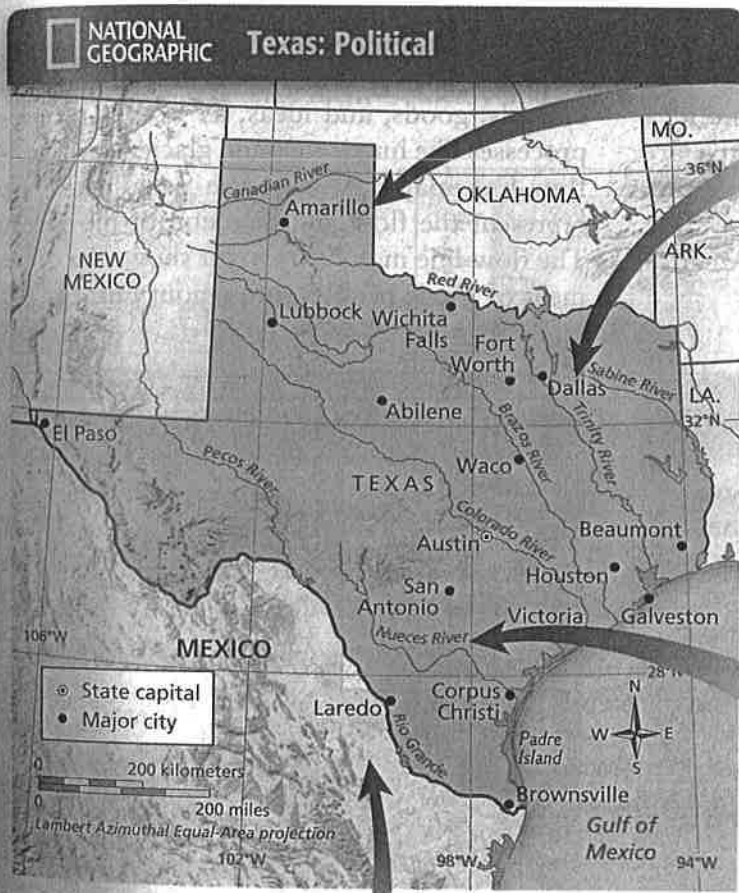 NATIONAL
GEOGRAPHIC
Texas: Political
goods, and ideas,
MO.
36°N
Canadian River
OKLAHOMA
Amarillo
ARK.
NEW
MEXICO
Red River
Lubbock
Wichita
Falls
Fort
Worth
Dallas
Sabine River
LA.
Abilene
32°N
El Paso
Brazos River
Trinity River
Pecos River
Waco
TEXAS
Colorado River
Beaumont
Austin
Houston
San
Antonio
Victoria
Galveston
106°W
MEXICO
Nueces River
28°N
State capital
Major city
Laredo
Corpus
Christi
N
W E
S
Rio Grande
Padre
Island
0 200 kilometers
0 200 miles
Brownsville
Lambert Azimuthal Equal-Area projection
Gulf of
Mexico
102°W
98°W
94°W